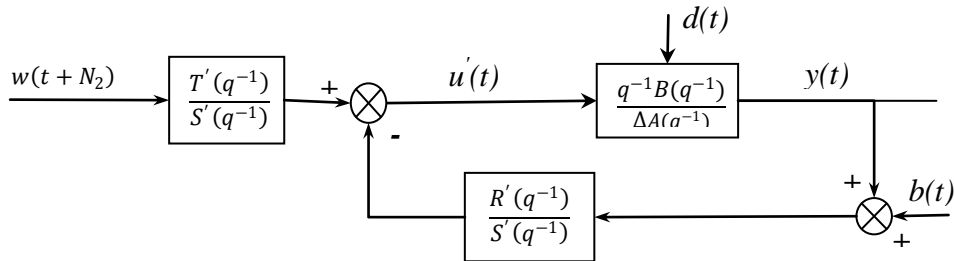 d(t)
w(t + N₂)
T′(q⁻¹)
S′(q⁻¹)
+
-
u′(t)
q⁻¹B(q⁻¹)
ΔA(q⁻¹)
y(t)
R′(q⁻¹)
S′(q⁻¹)
+
b(t)
+